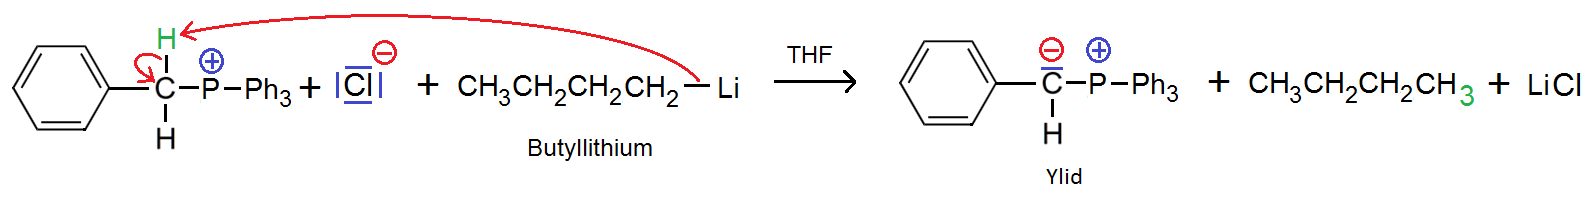 H
C–P⊕–Ph₃ + Cl⊖ + CH₃CH₂CH₂CH₂–Li THF C⊖–P⊕–Ph₃ + CH₃CH₂CH₂CH₃ + LiCl
H H
Butyllithium
Ylid